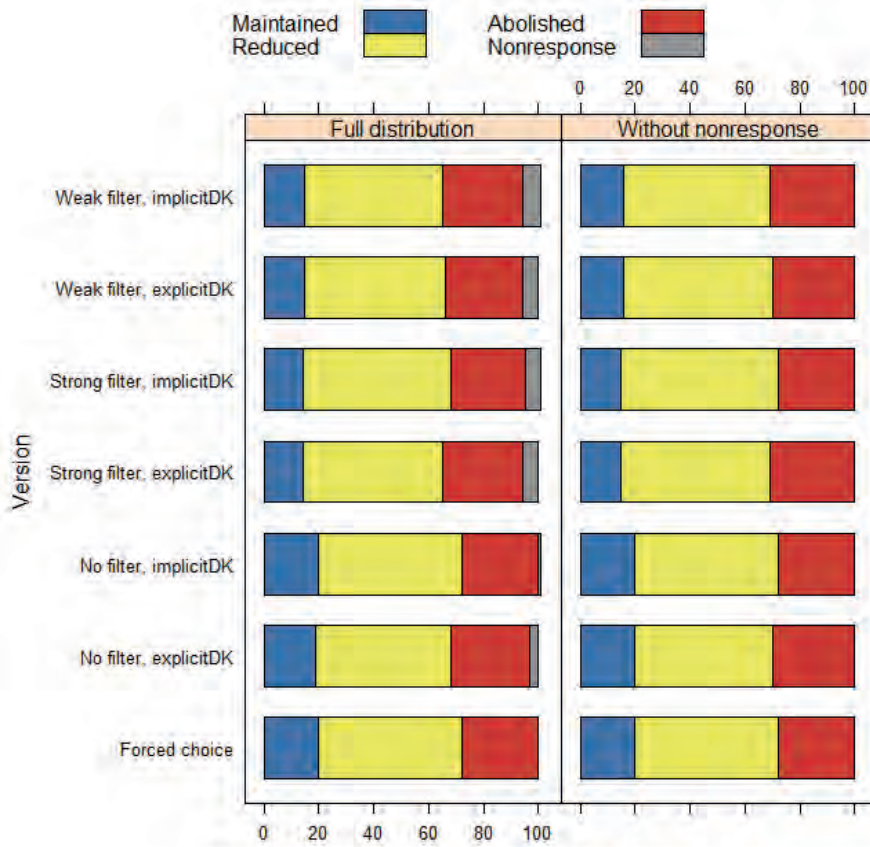 Maintained
Reduced
Abolished
Nonresponse
0 20 40 60 80 100
Full distribution
Without nonresponse
Version
Weak filter, implicitDK
Weak filter, explicitDK
Strong filter, implicitDK
Strong filter, explicitDK
No filter, implicitDK
No filter, explicitDK
Forced choice
0 20 40 60 80 100